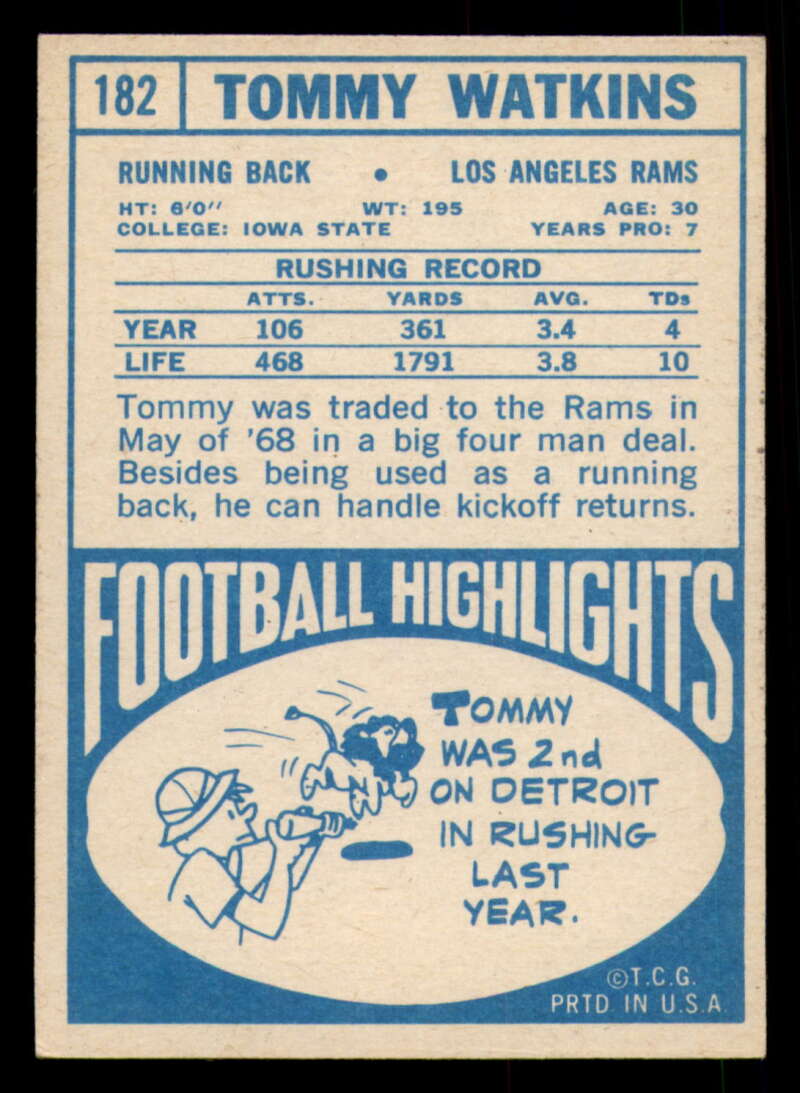 182 TOMMY WATKINS
RUNNING BACK • LOS ANGELES RAMS
HT: 6'0" WT: 195 AGE: 30
COLLEGE: IOWA STATE YEARS PRO: 7
RUSHING RECORD
ATTS. YARDS AVG. TDs
YEAR 106 361 3.4 4
LIFE 468 1791 3.8 10
Tommy was traded to the Rams in
May of '68 in a big four man deal.
Besides being used as a running
back, he can handle kickoff returns.
FOOTBALL HIGHLIGHTS
TOMMY
WAS 2nd
ON DETROIT
IN RUSHING
LAST
YEAR.
©T.C.G.
PRTD. IN U.S.A.